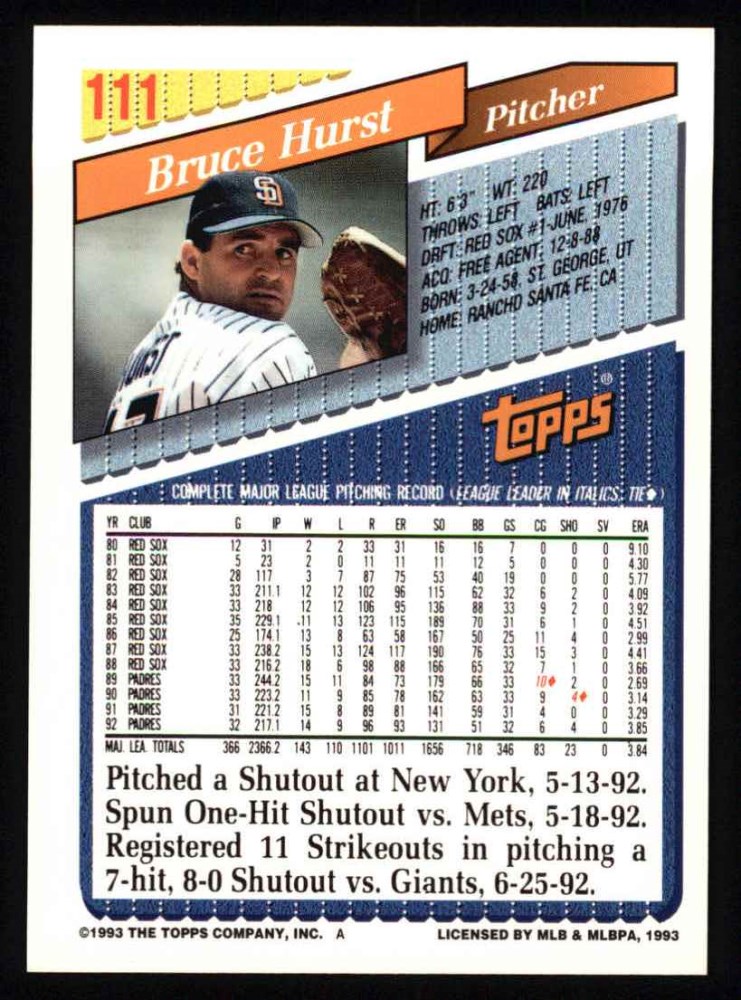 111
Bruce Hurst
Pitcher
HT: 6'3" WT: 220
THROWS: LEFT BATS: LEFT
DRFT: RED SOX #1-JUNE, 1976
ACQ: FREE AGENT, 12-8-88
BORN: 3-24-58, ST. GEORGE, UT
HOME: RANCHO SANTA FE, CA
SD
HURST
topps®
COMPLETE MAJOR LEAGUE PITCHING RECORD (LEAGUE LEADER IN ITALICS, TIE◆)
YR CLUB G IP W L R ER SO BB GS CG SHO SV ERA
80 RED SOX 12 31 2 2 33 31 16 16 7 0 0 0 9.10
81 RED SOX 5 23 2 0 11 11 11 12 5 0 0 0 4.30
82 RED SOX 28 117 3 7 87 75 53 40 19 0 0 0 5.77
83 RED SOX 33 211.1 12 12 102 96 115 62 32 6 2 0 4.09
84 RED SOX 33 218 12 12 106 95 136 88 33 9 2 0 3.92
85 RED SOX 35 229.1 11 13 123 115 189 70 31 6 1 0 4.51
86 RED SOX 25 174.1 13 8 63 58 167 50 25 11 4 0 2.99
87 RED SOX 33 238.2 15 13 124 117 190 76 33 15 3 0 4.41
88 RED SOX 33 216.2 18 6 98 88 166 65 32 7 1 0 3.66
89 PADRES 33 244.2 15 11 84 73 179 66 33 10◆ 2 0 2.69
90 PADRES 33 223.2 11 9 85 78 162 63 33 9 4◆ 0 3.14
91 PADRES 31 221.2 15 8 89 81 141 59 31 4 0 0 3.29
92 PADRES 32 217.1 14 9 96 93 131 51 32 6 4 0 3.85
MAJ. LEA. TOTALS 366 2366.2 143 110 1101 1011 1656 718 346 83 23 0 3.84
Pitched a Shutout at New York, 5-13-92.
Spun One-Hit Shutout vs. Mets, 5-18-92.
Registered 11 Strikeouts in pitching a
7-hit, 8-0 Shutout vs. Giants, 6-25-92.
©1993 THE TOPPS COMPANY, INC. A
LICENSED BY MLB & MLBPA, 1993